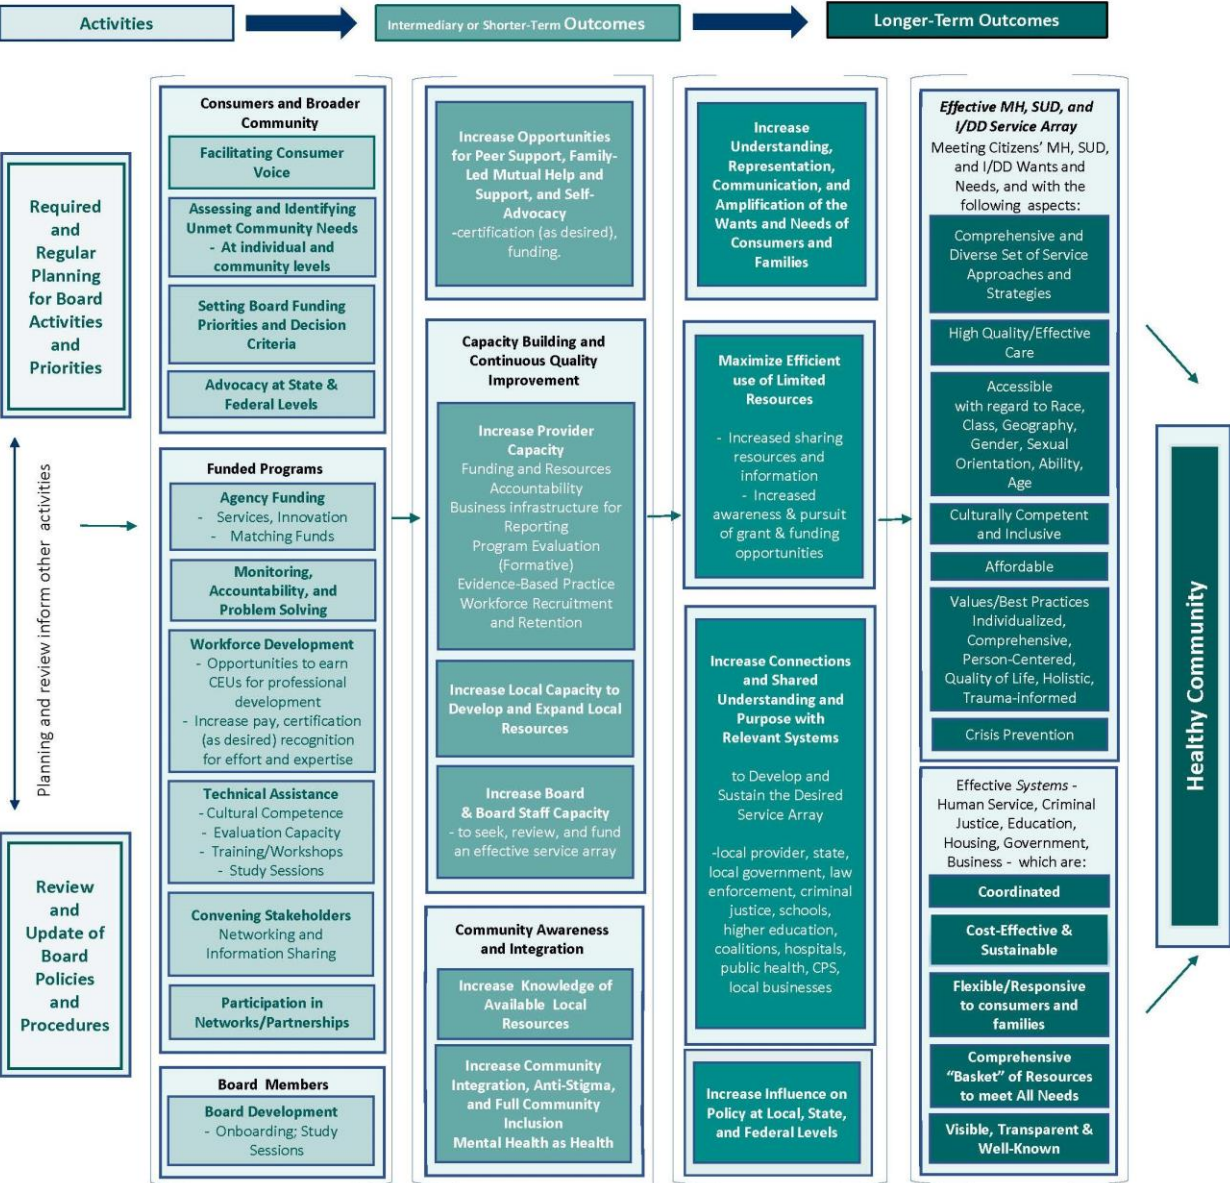 Activities
Intermediary or Shorter-Term Outcomes
Longer-Term Outcomes
Required
and
Regular
Planning
for Board
Activities
and
Priorities
Planning and review inform other activities
Review
and
Update of
Board
Policies
and
Procedures
Consumers and Broader
Community
Facilitating Consumer
Voice
Assessing and Identifying
Unmet Community Needs
- At individual and
community levels
Setting Board Funding
Priorities and Decision
Criteria
Advocacy at State &
Federal Levels
Funded Programs
Agency Funding
- Services, Innovation
- Matching Funds
Monitoring,
Accountability, and
Problem Solving
Workforce Development
- Opportunities to earn
CEUs for professional
development
- Increase pay, certification
(as desired) recognition
for effort and expertise
Technical Assistance
- Cultural Competence
- Evaluation Capacity
- Training/Workshops
- Study Sessions
Convening Stakeholders
Networking and
Information Sharing
Participation in
Networks/Partnerships
Board Members
Board Development
- Onboarding; Study
Sessions
Increase Opportunities
for Peer Support, Family-
Led Mutual Help and
Support, and Self-
Advocacy
-certification (as desired),
funding.
Capacity Building and
Continuous Quality
Improvement
Increase Provider
Capacity
Funding and Resources
Accountability
Business infrastructure for
Reporting
Program Evaluation
(Formative)
Evidence-Based Practice
Workforce Recruitment
and Retention
Increase Local Capacity to
Develop and Expand Local
Resources
Increase Board
& Board Staff Capacity
- to seek, review, and fund
an effective service array
Community Awareness
and Integration
Increase Knowledge of
Available Local
Resources
Increase Community
Integration, Anti-Stigma,
and Full Community
Inclusion
Mental Health as Health
Increase
Understanding,
Representation,
Communication, and
Amplification of the
Wants and Needs of
Consumers and
Families
Maximize Efficient
use of Limited
Resources
- Increased sharing
resources and
information
- Increased
awareness & pursuit
of grant & funding
opportunities
Increase Connections
and Shared
Understanding and
Purpose with
Relevant Systems
to Develop and
Sustain the Desired
Service Array
-local provider, state,
local government, law
enforcement, criminal
justice, schools,
higher education,
coalitions, hospitals,
public health, CPS,
local businesses
Increase Influence on
Policy at Local, State,
and Federal Levels
Effective MH, SUD, and
I/DD Service Array
Meeting Citizens' MH, SUD,
and I/DD Wants and
Needs, and with the
following aspects:
Comprehensive and
Diverse Set of Service
Approaches and
Strategies
High Quality/Effective
Care
Accessible
with regard to Race,
Class, Geography,
Gender, Sexual
Orientation, Ability,
Age
Culturally Competent
and Inclusive
Affordable
Values/Best Practices
Individualized,
Comprehensive,
Person-Centered,
Quality of Life, Holistic,
Trauma-informed
Crisis Prevention
Effective Systems -
Human Service, Criminal
Justice, Education,
Housing, Government,
Business - which are:
Coordinated
Cost-Effective &
Sustainable
Flexible/Responsive
to consumers and
families
Comprehensive
"Basket" of Resources
to meet All Needs
Visible, Transparent &
Well-Known
Healthy Community